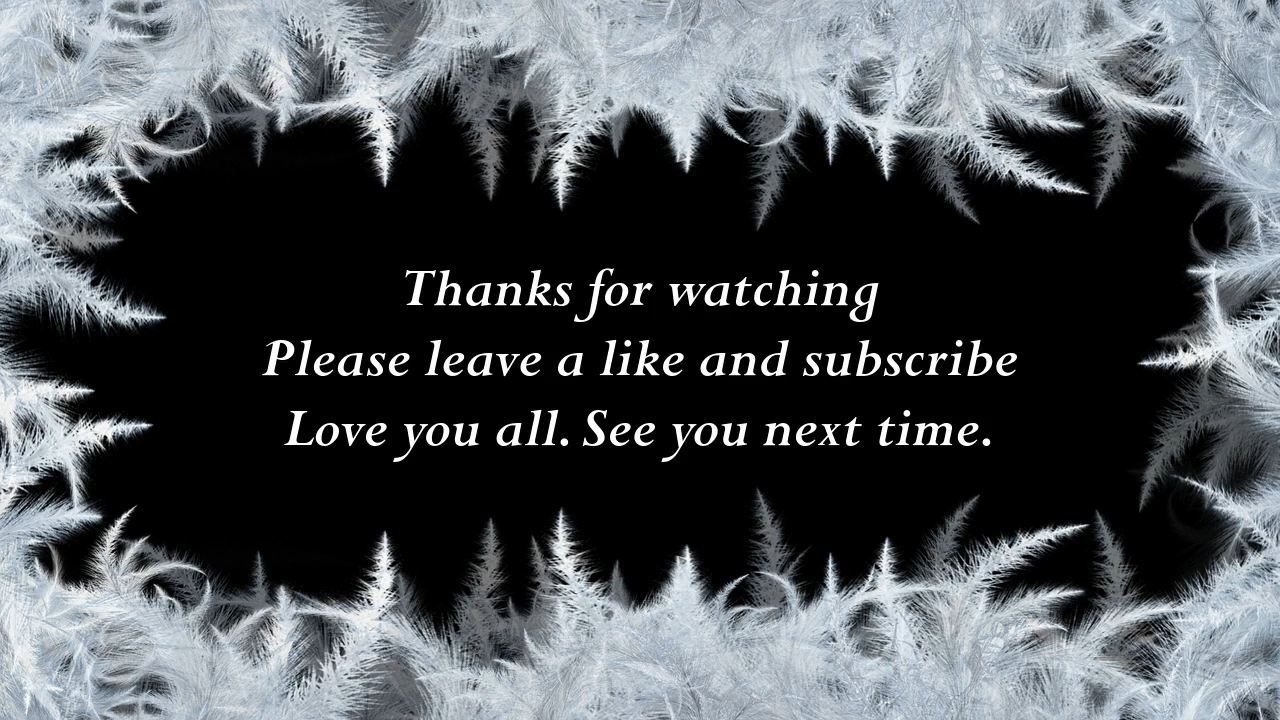 Thanks for watching
Please leave a like and subscribe
Love you all. See you next time.